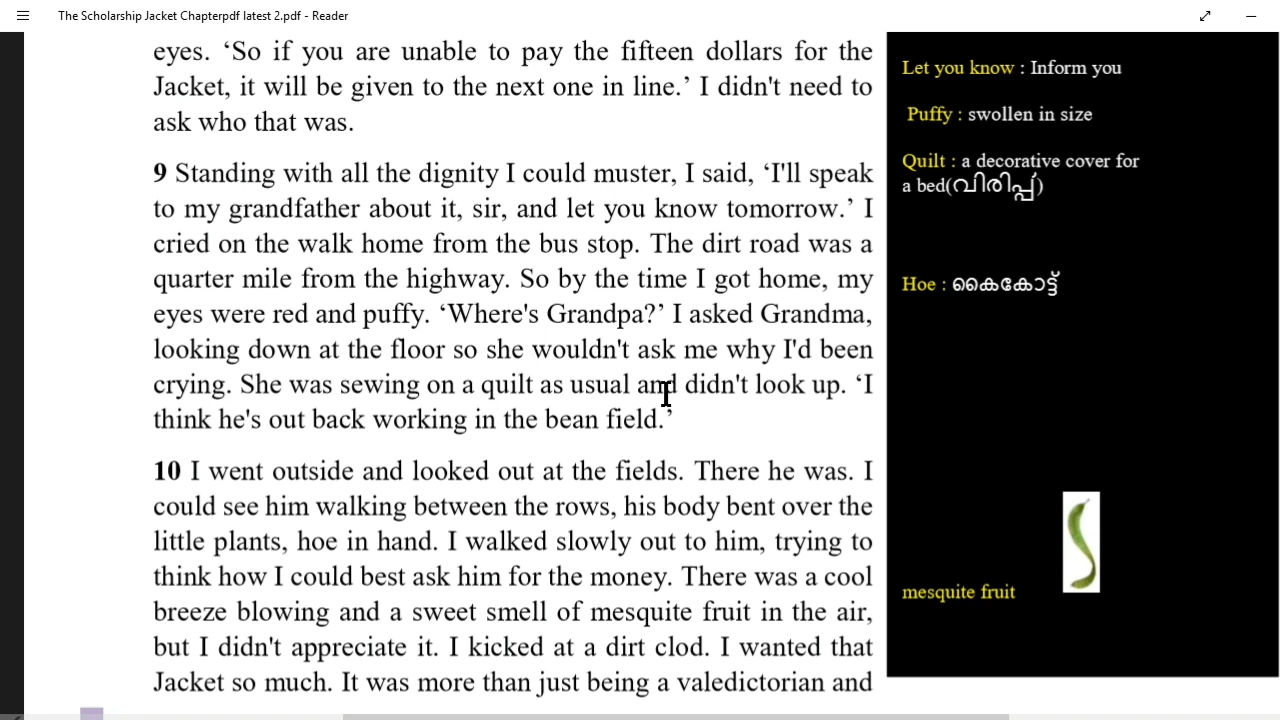 The Scholarship Jacket Chapterpdf latest 2.pdf - Reader
eyes. ‘So if you are unable to pay the fifteen dollars for the
Jacket, it will be given to the next one in line.’ I didn't need to
ask who that was.
9 Standing with all the dignity I could muster, I said, ‘I'll speak
to my grandfather about it, sir, and let you know tomorrow.’ I
cried on the walk home from the bus stop. The dirt road was a
quarter mile from the highway. So by the time I got home, my
eyes were red and puffy. ‘Where's Grandpa?’ I asked Grandma,
looking down at the floor so she wouldn't ask me why I'd been
crying. She was sewing on a quilt as usual and didn't look up. ‘I
think he's out back working in the bean field.’
10 I went outside and looked out at the fields. There he was. I
could see him walking between the rows, his body bent over the
little plants, hoe in hand. I walked slowly out to him, trying to
think how I could best ask him for the money. There was a cool
breeze blowing and a sweet smell of mesquite fruit in the air,
but I didn't appreciate it. I kicked at a dirt clod. I wanted that
Jacket so much. It was more than just being a valedictorian and
Let you know : Inform you
Puffy : swollen in size
Quilt : a decorative cover for
a bed(വിരിപ്പ്)
Hoe : കൈകോട്ട്
mesquite fruit